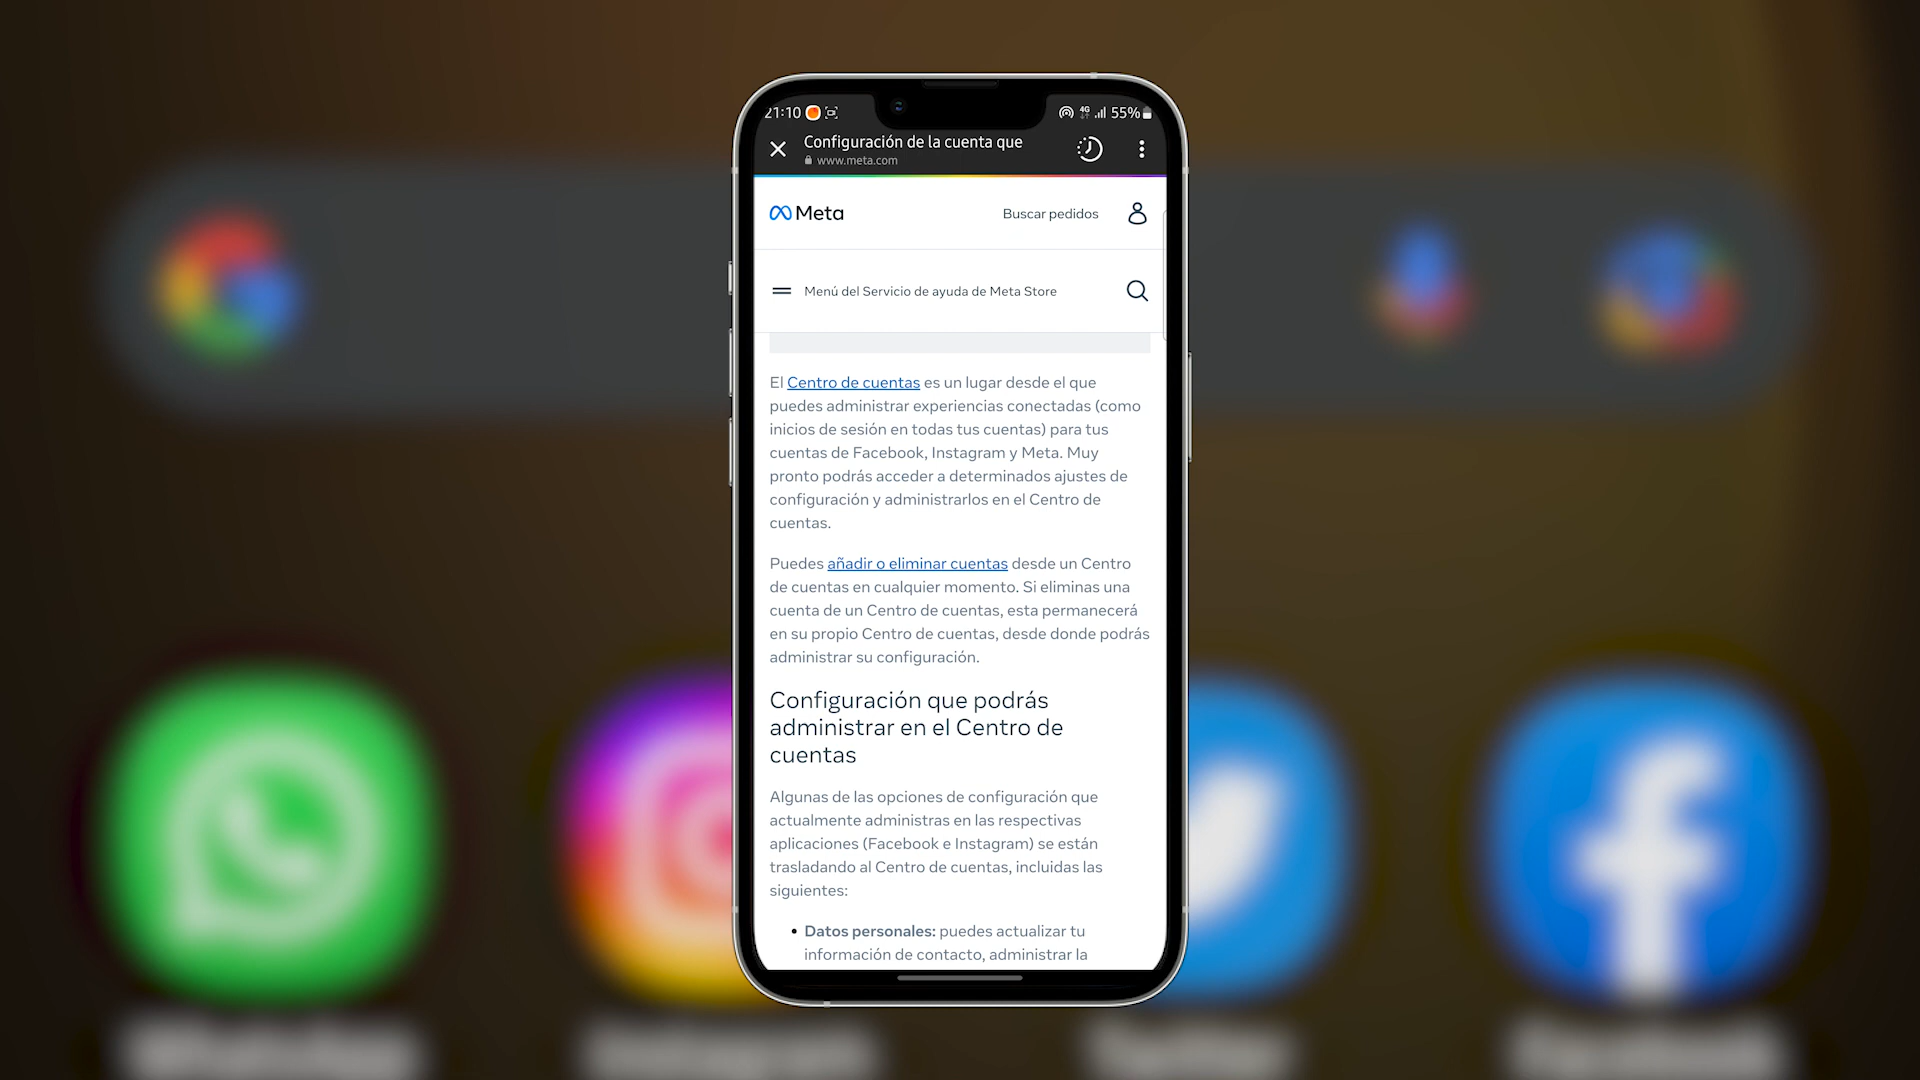 21:10
4G
55%
Configuración de la cuenta que
www.meta.com
Meta
Buscar pedidos
Menú del Servicio de ayuda de Meta Store
El Centro de cuentas es un lugar desde el que
puedes administrar experiencias conectadas (como
inicios de sesión en todas tus cuentas) para tus
cuentas de Facebook, Instagram y Meta. Muy
pronto podrás acceder a determinados ajustes de
configuración y administrarlos en el Centro de
cuentas.
Puedes añadir o eliminar cuentas desde un Centro
de cuentas en cualquier momento. Si eliminas una
cuenta de un Centro de cuentas, esta permanecerá
en su propio Centro de cuentas, desde donde podrás
administrar su configuración.
Configuración que podrás
administrar en el Centro de
cuentas
Algunas de las opciones de configuración que
actualmente administras en las respectivas
aplicaciones (Facebook e Instagram) se están
trasladando al Centro de cuentas, incluidas las
siguientes:
• Datos personales: puedes actualizar tu
información de contacto, administrar la
WhatsApp
Instagram
Twitter
Facebook